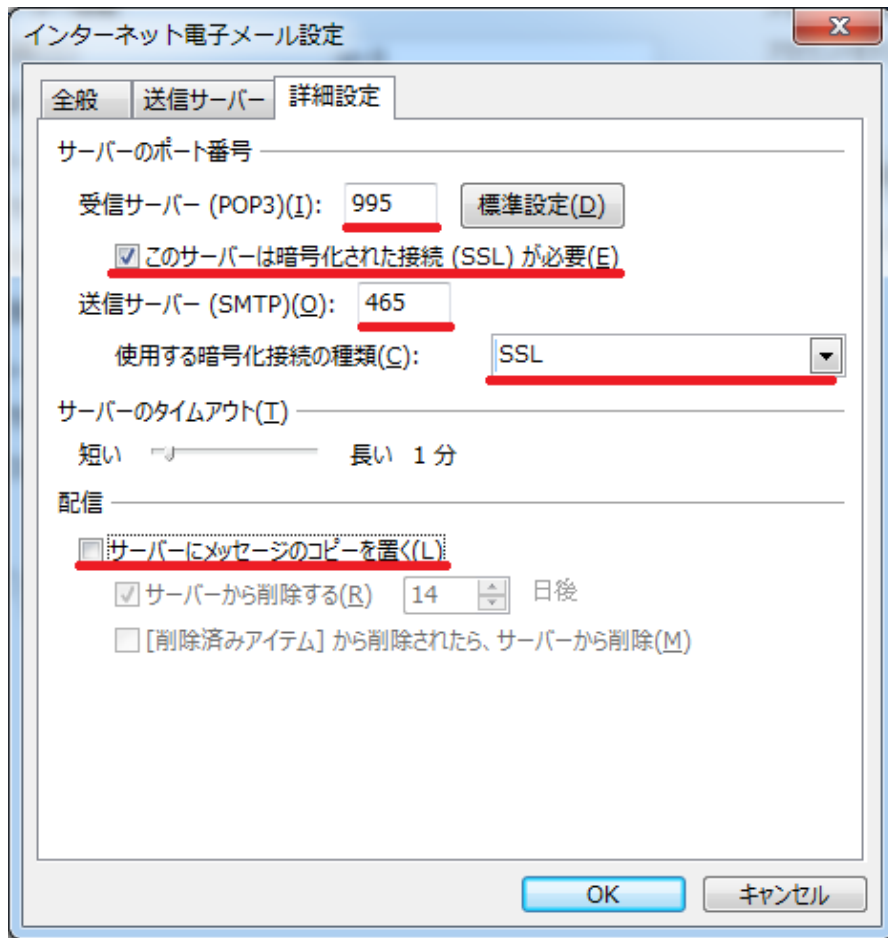 インターネット電子メール設定
全般 送信サーバー 詳細設定
サーバーのポート番号
受信サーバー (POP3)(I): 995 標準設定(D)
このサーバーは暗号化された接続 (SSL) が必要(E)
送信サーバー (SMTP)(O): 465
使用する暗号化接続の種類(C): SSL
サーバーのタイムアウト(T)
短い 長い 1 分
配信
サーバーにメッセージのコピーを置く(L)
サーバーから削除する(R) 14 日後
[削除済みアイテム] から削除されたら、サーバーから削除(M)
OK キャンセル